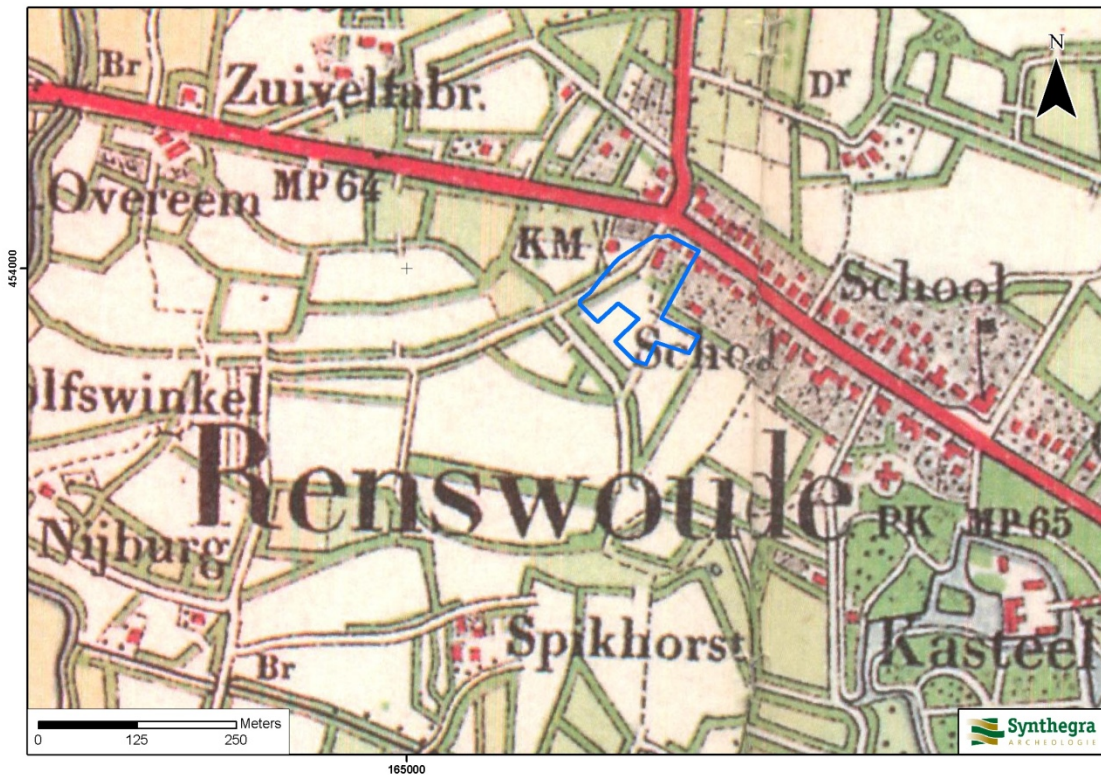 N
Br
Zuivelfabr.
Dr
Overeem
MP 64
KM
School
454000
School
olfswinkel
Renswoude
Nijburg
PK
MP 65
Spikhorst
Kasteel
Br
Meters
0 125 250
Synthegra
ARCHEOLOGIE
165000